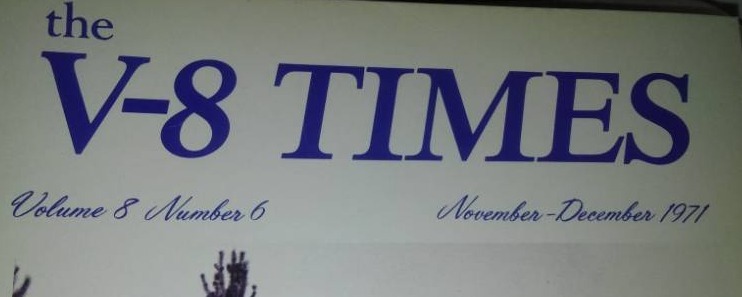 the
V-8 TIMES
Volume 8 Number 6 November-December 1971